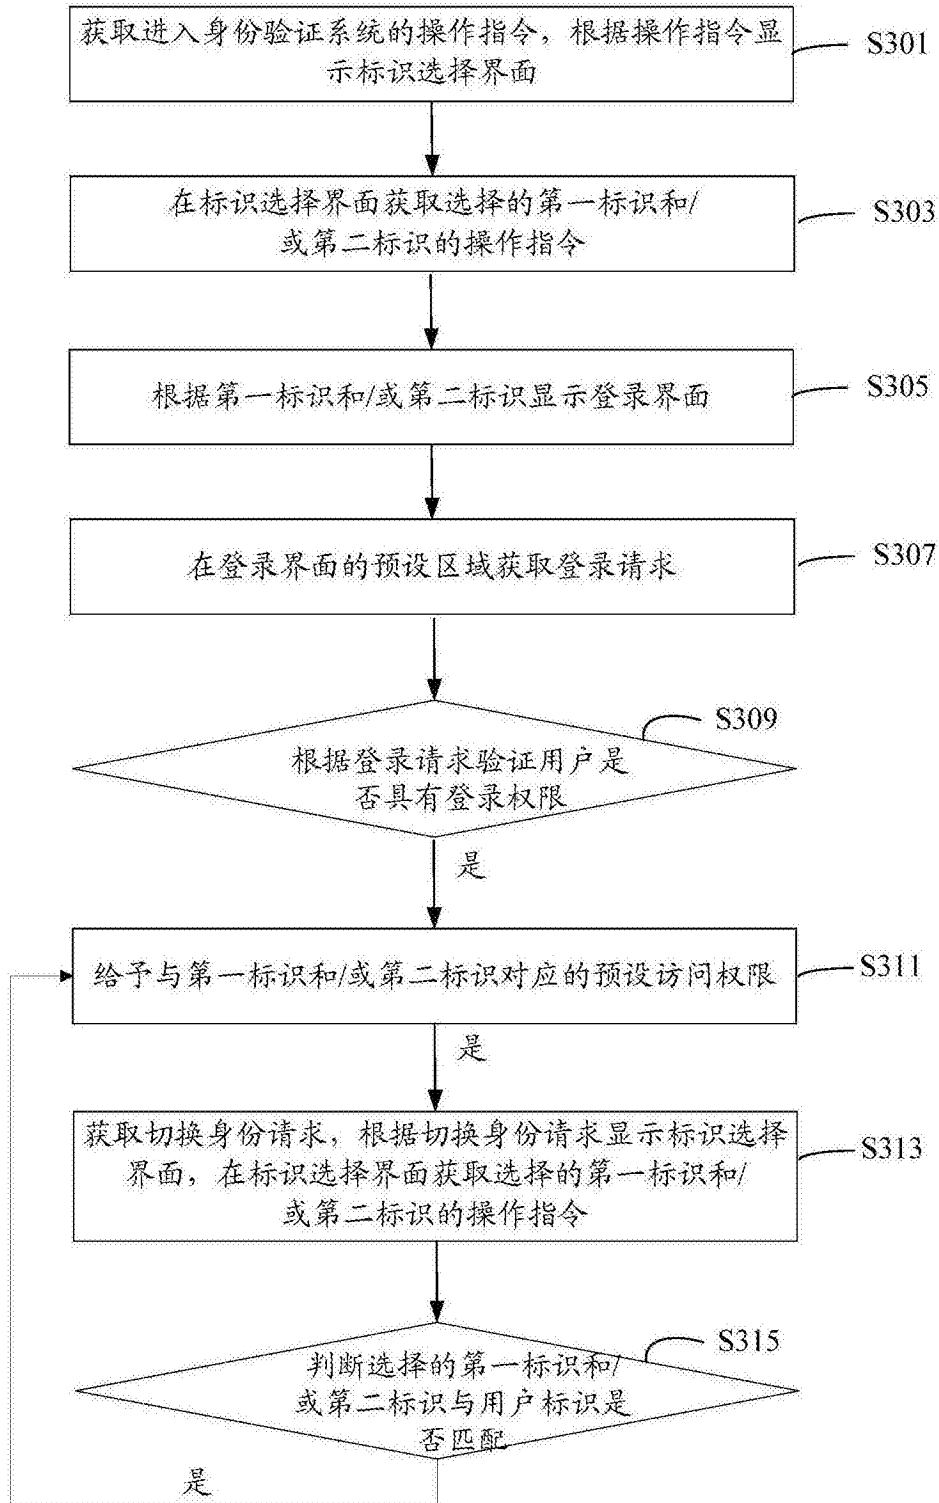 获取进入身份验证系统的操作指令，根据操作指令显
示标识选择界面
S301
在标识选择界面获取选择的第一标识和/
或第二标识的操作指令
S303
根据第一标识和/或第二标识显示登录界面
S305
在登录界面的预设区域获取登录请求
S307
S309
根据登录请求验证用户是
否具有登录权限
是
给予与第一标识和/或第二标识对应的预设访问权限
S311
是
获取切换身份请求，根据切换身份请求显示标识选择
界面，在标识选择界面获取选择的第一标识和/
或第二标识的操作指令
S313
S315
判断选择的第一标识和/
或第二标识与用户标识是
否匹配
是